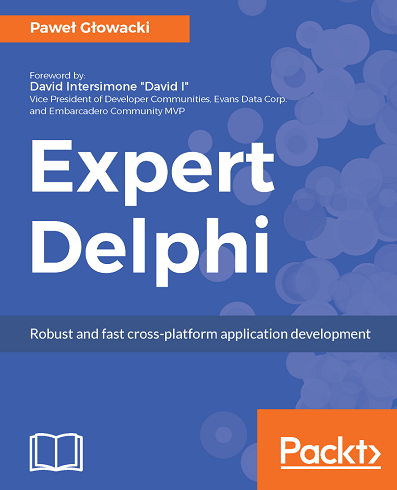 Paweł Głowacki
Foreword by:
David Intersimone "David I"
Vice President of Developer Communities, Evans Data Corp.
and Embarcadero Community MVP
Expert
Delphi
Robust and fast cross-platform application development
Packt>